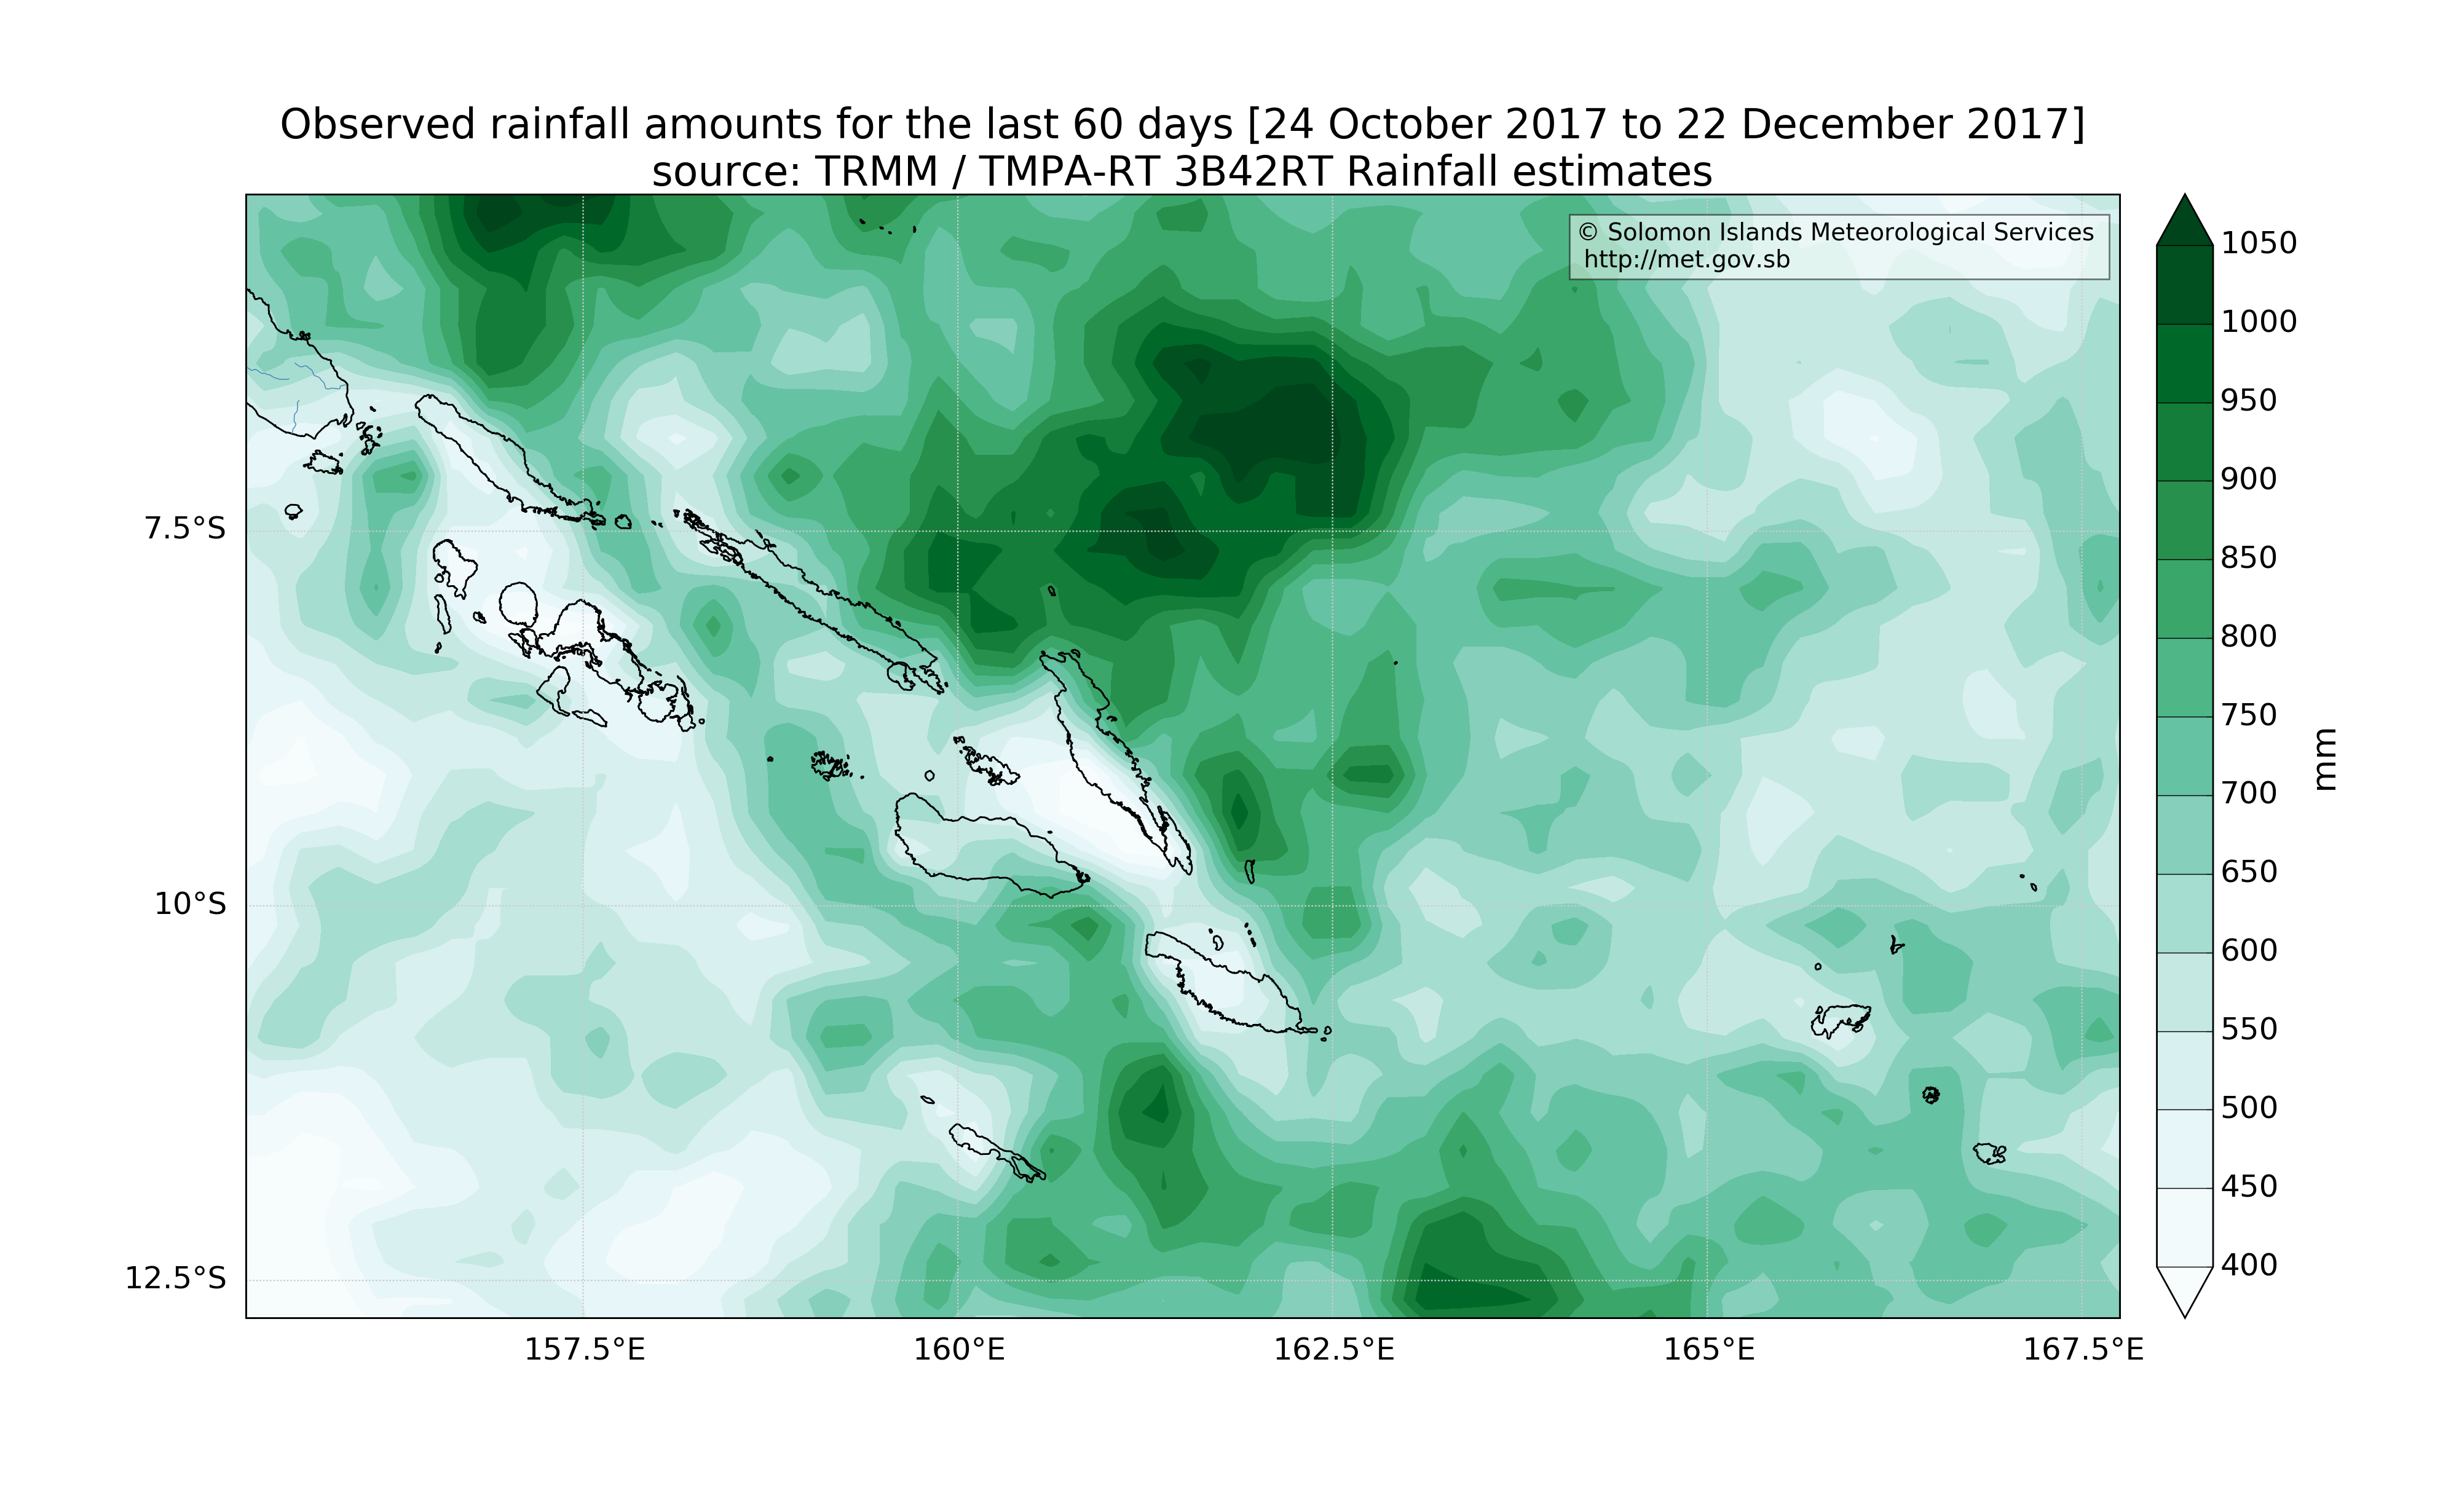 Observed rainfall amounts for the last 60 days [24 October 2017 to 22 December 2017]
source: TRMM / TMPA-RT 3B42RT Rainfall estimates
© Solomon Islands Meteorological Services
http://met.gov.sb
7.5°S
10°S
12.5°S
157.5°E
160°E
162.5°E
165°E
167.5°E
1050
1000
950
900
850
800
750
700
650
600
550
500
450
400
mm